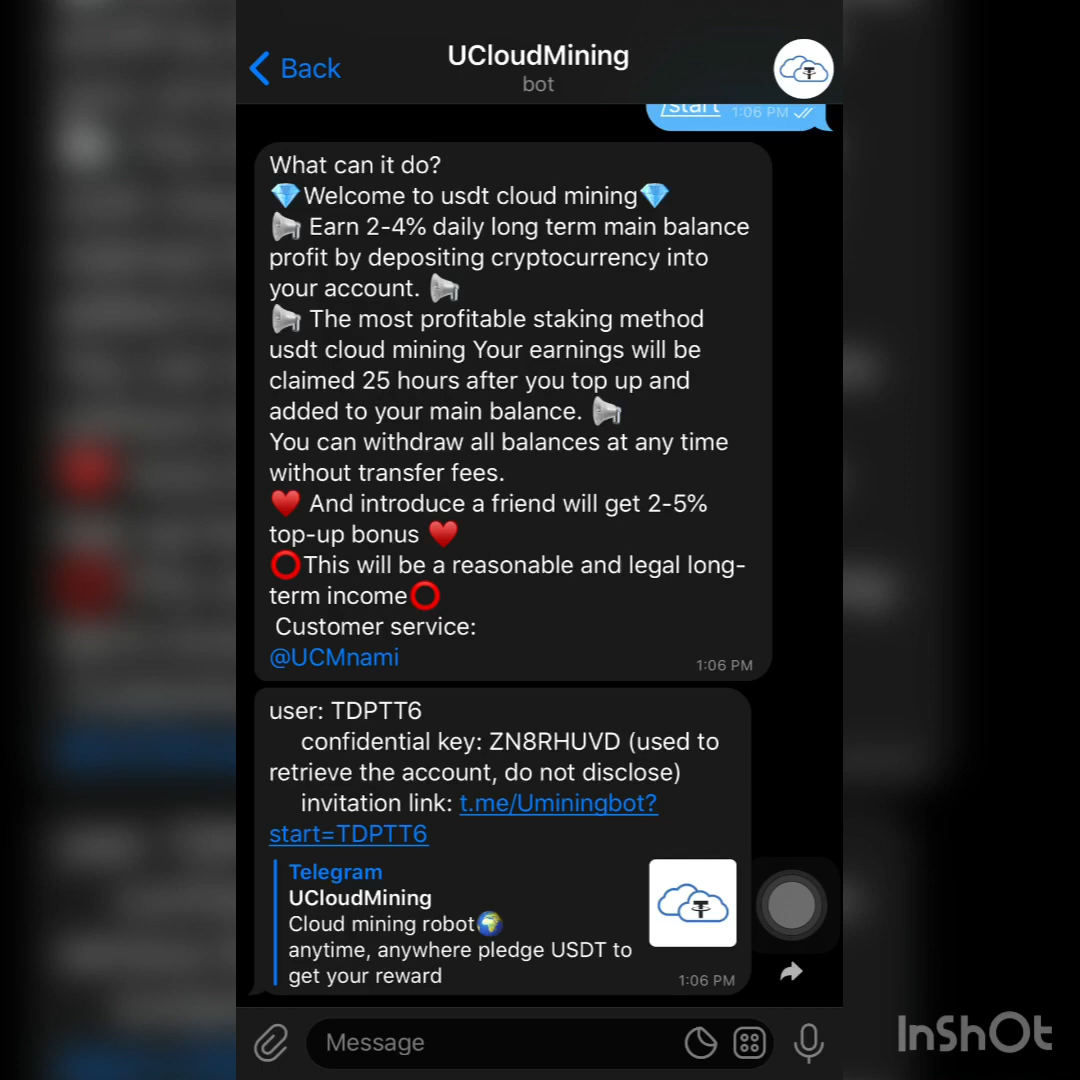 Back
UCloudMining
bot
/start 1:06 PM
What can it do?
💎Welcome to usdt cloud mining💎
📢 Earn 2-4% daily long term main balance
profit by depositing cryptocurrency into
your account. 📢
📢 The most profitable staking method
usdt cloud mining Your earnings will be
claimed 25 hours after you top up and
added to your main balance. 📢
You can withdraw all balances at any time
without transfer fees.
♥️ And introduce a friend will get 2-5%
top-up bonus ♥️
⭕This will be a reasonable and legal long-
term income⭕
Customer service:
@UCMnami
1:06 PM
user: TDPTT6
confidential key: ZN8RHUVD (used to
retrieve the account, do not disclose)
invitation link: t.me/Uminingbot?
start=TDPTT6
Telegram
UCloudMining
Cloud mining robot🌍
anytime, anywhere pledge USDT to
get your reward
1:06 PM
Message
InShOt